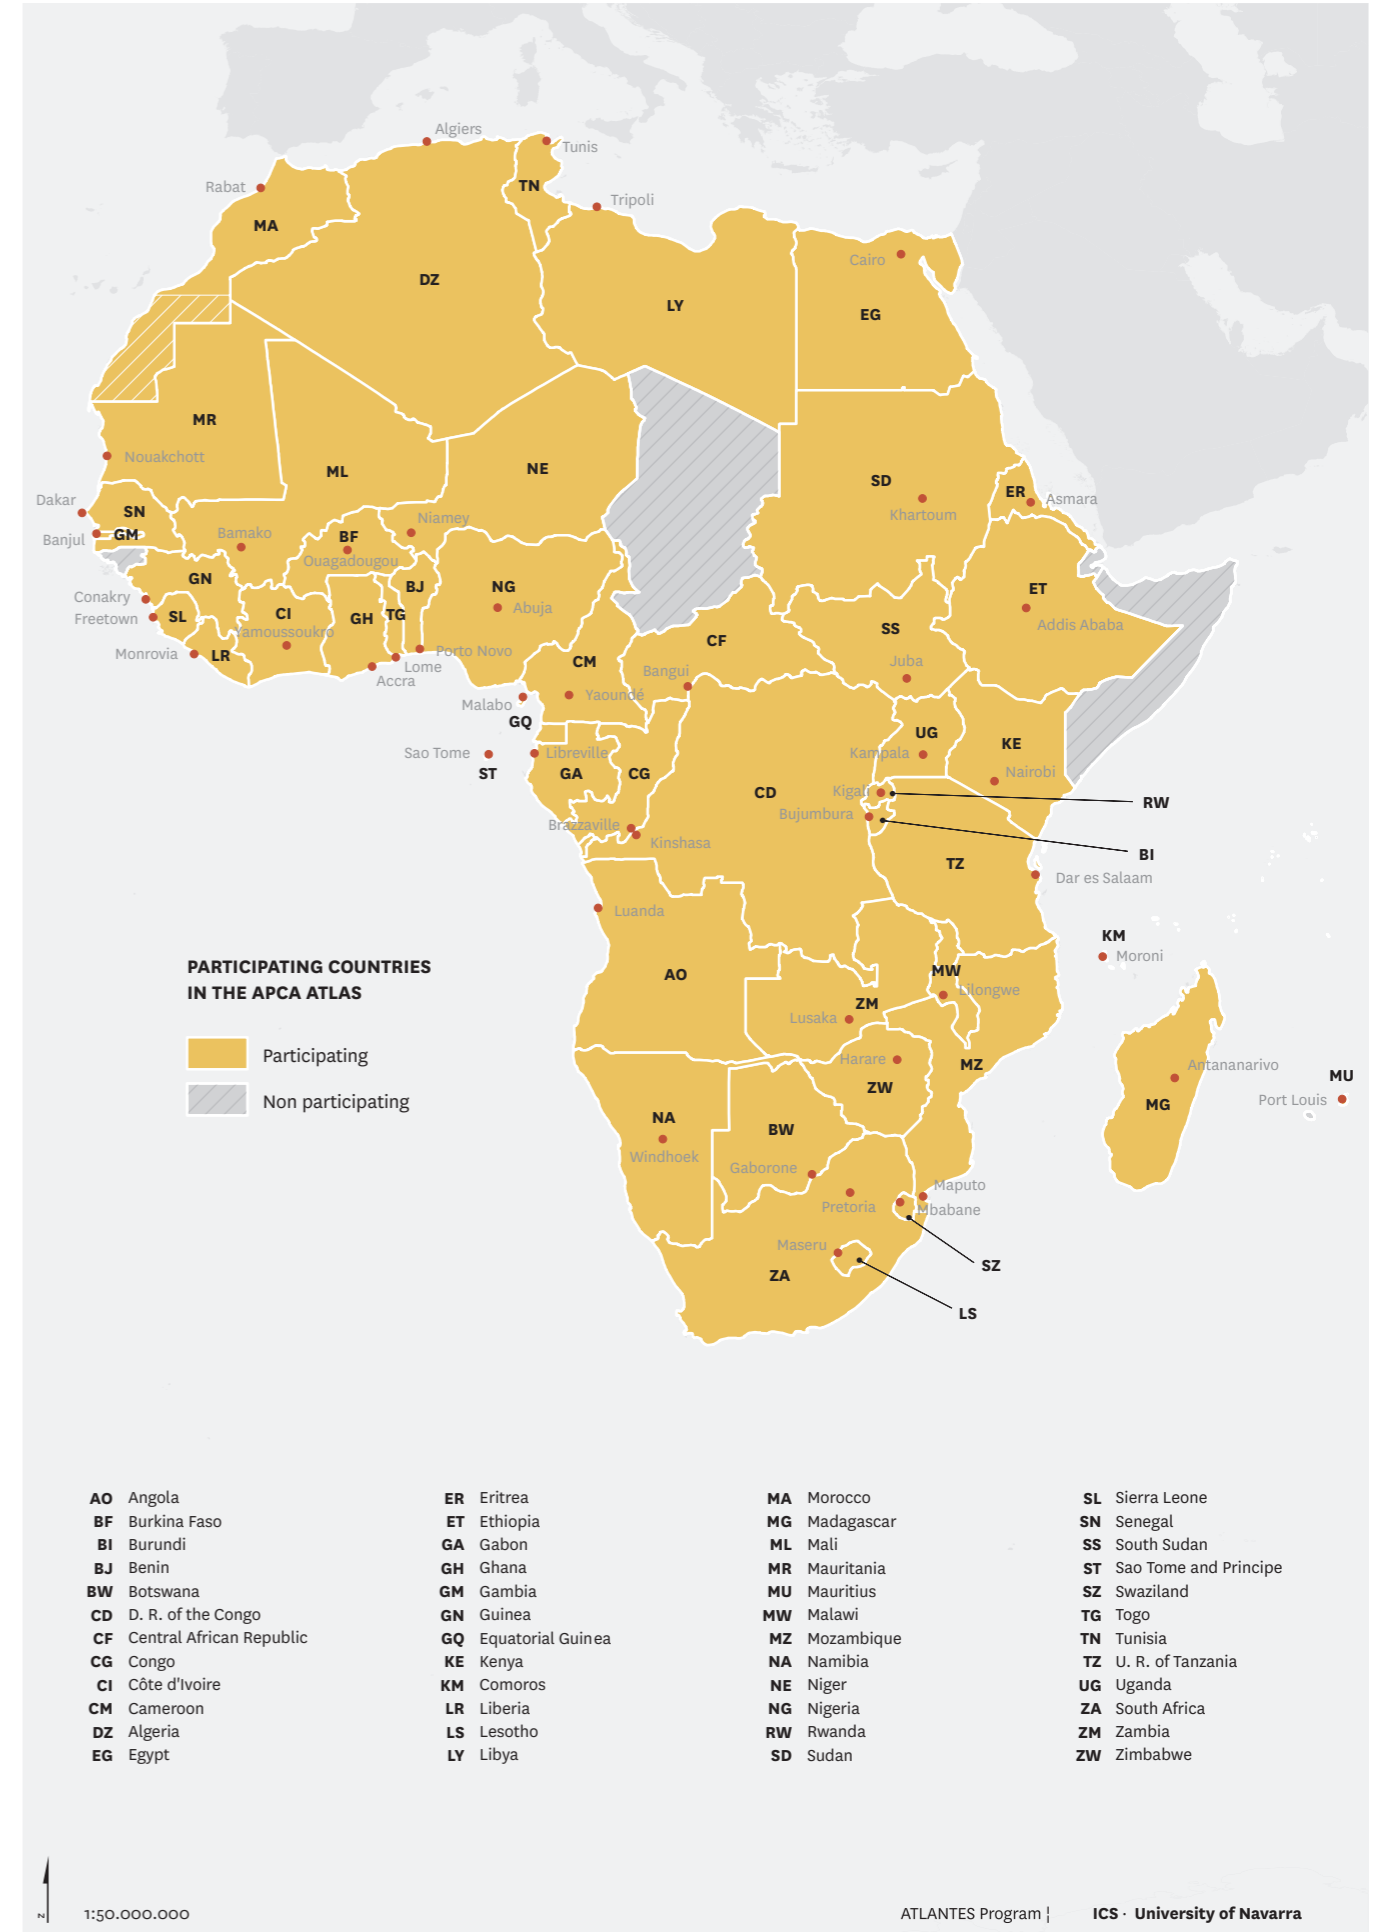 Algiers
Tunis
Rabat
TN
Tripoli
MA
Cairo
DZ
LY
EG
MR
Nouakchott
ML
NE
SD
ER
Asmara
Dakar
SN
Khartoum
Niamey
Banjul
GM
Bamako
BF
Ouagadougou
GN
BJ
NG
ET
Conakry
Abuja
Freetown
SL
CI
GH
TG
Addis Ababa
Yamoussoukro
SS
CF
Monrovia
LR
Porto Novo
Lome
CM
Juba
Accra
Bangui
Yaoundé
Malabo
GQ
UG
KE
Sao Tome
Libreville
Kampala
ST
GA
CG
Nairobi
CD
Kigali
RW
Bujumbura
Brazzaville
Kinshasa
BI
TZ
Dar es Salaam
Luanda
KM
Moroni
PARTICIPATING COUNTRIES
IN THE APCA ATLAS
AO
MW
Lilongwe
ZM
Lusaka
Participating
Harare
MZ
Antananarivo
MU
ZW
Non participating
Port Louis
MG
NA
BW
Windhoek
Gaborone
Maputo
Pretoria
Mbabane
Maseru
SZ
ZA
LS
AO Angola
BF Burkina Faso
BI Burundi
BJ Benin
BW Botswana
CD D. R. of the Congo
CF Central African Republic
CG Congo
CI Côte d'Ivoire
CM Cameroon
DZ Algeria
EG Egypt
ER Eritrea
ET Ethiopia
GA Gabon
GH Ghana
GM Gambia
GN Guinea
GQ Equatorial Guinea
KE Kenya
KM Comoros
LR Liberia
LS Lesotho
LY Libya
MA Morocco
MG Madagascar
ML Mali
MR Mauritania
MU Mauritius
MW Malawi
MZ Mozambique
NA Namibia
NE Niger
NG Nigeria
RW Rwanda
SD Sudan
SL Sierra Leone
SN Senegal
SS South Sudan
ST Sao Tome and Principe
SZ Swaziland
TG Togo
TN Tunisia
TZ U. R. of Tanzania
UG Uganda
ZA South Africa
ZM Zambia
ZW Zimbabwe
N
1:50.000.000
ATLANTES Program ¦ ICS · University of Navarra